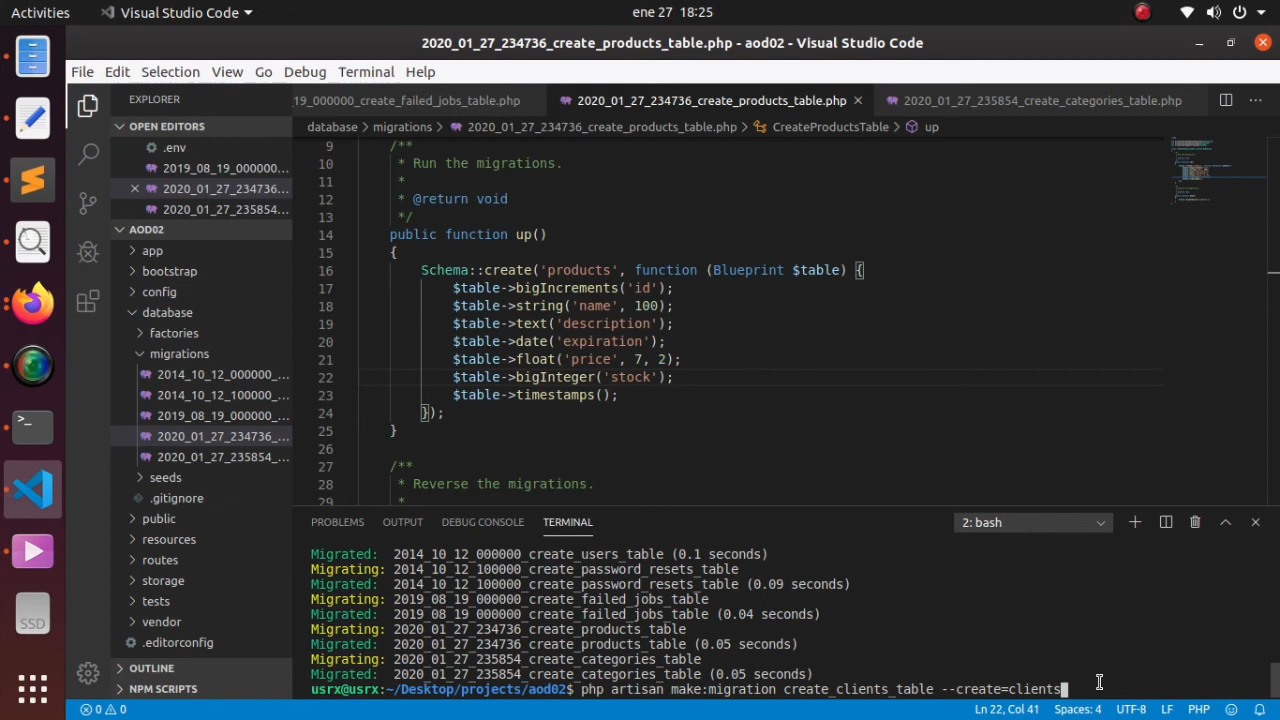 Activities
Visual Studio Code
ene 27 18:25
2020_01_27_234736_create_products_table.php - aod02 - Visual Studio Code
File Edit Selection View Go Debug Terminal Help
EXPLORER
19_000000_create_failed_jobs_table.php
2020_01_27_234736_create_products_table.php
2020_01_27_235854_create_categories_table.php
OPEN EDITORS
.env
2019_08_19_000000...
2020_01_27_234736...
2020_01_27_235854...
AOD02
app
bootstrap
config
database
factories
migrations
2014_10_12_000000_...
2014_10_12_100000_...
2019_08_19_000000_...
2020_01_27_234736_...
2020_01_27_235854_...
seeds
.gitignore
public
resources
routes
storage
tests
vendor
.editorconfig
OUTLINE
NPM SCRIPTS
database > migrations > 2020_01_27_234736_create_products_table.php > CreateProductsTable > up
9 /**
10 * Run the migrations.
11 *
12 * @return void
13 */
14 public function up()
15 {
16 Schema::create('products', function (Blueprint $table) {
17 $table->bigIncrements('id');
18 $table->string('name', 100);
19 $table->text('description');
20 $table->date('expiration');
21 $table->float('price', 7, 2);
22 $table->bigInteger('stock');
23 $table->timestamps();
24 });
25 }
26
27 /**
28 * Reverse the migrations.
29 *
PROBLEMS OUTPUT DEBUG CONSOLE TERMINAL
2: bash
Migrated: 2014_10_12_000000_create_users_table (0.1 seconds)
Migrating: 2014_10_12_100000_create_password_resets_table
Migrated: 2014_10_12_100000_create_password_resets_table (0.09 seconds)
Migrating: 2019_08_19_000000_create_failed_jobs_table
Migrated: 2019_08_19_000000_create_failed_jobs_table (0.04 seconds)
Migrating: 2020_01_27_234736_create_products_table
Migrated: 2020_01_27_234736_create_products_table (0.05 seconds)
Migrating: 2020_01_27_235854_create_categories_table
Migrated: 2020_01_27_235854_create_categories_table (0.05 seconds)
usrx@usrx:~/Desktop/projects/aod02$ php artisan make:migration create_clients_table --create=clients
SSD
0 0
Ln 22, Col 41
Spaces: 4
UTF-8
LF
PHP